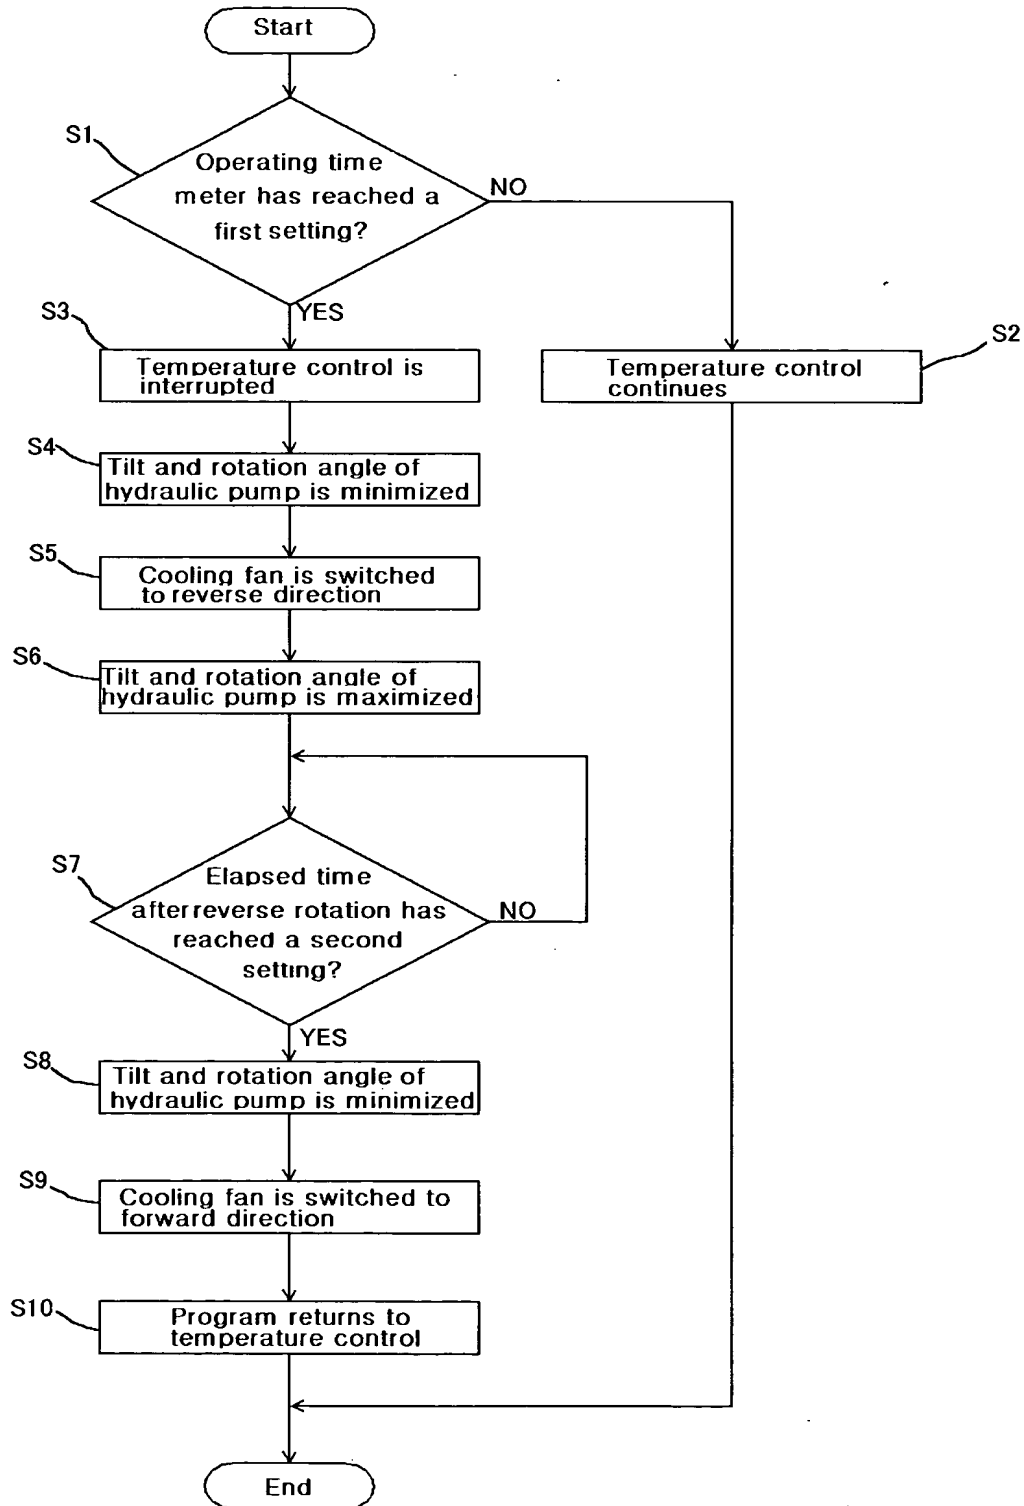 Start
S1
Operating time
meter has reached a
first setting?
NO
YES
S3
Temperature control is
interrupted
S2
Temperature control
continues
S4
Tilt and rotation angle of
hydraulic pump is minimized
S5
Cooling fan is switched
to reverse direction
S6
Tilt and rotation angle of
hydraulic pump is maximized
S7
Elapsed time
after reverse rotation has
reached a second
setting?
NO
YES
S8
Tilt and rotation angle of
hydraulic pump is minimized
S9
Cooling fan is switched to
forward direction
S10
Program returns to
temperature control
End